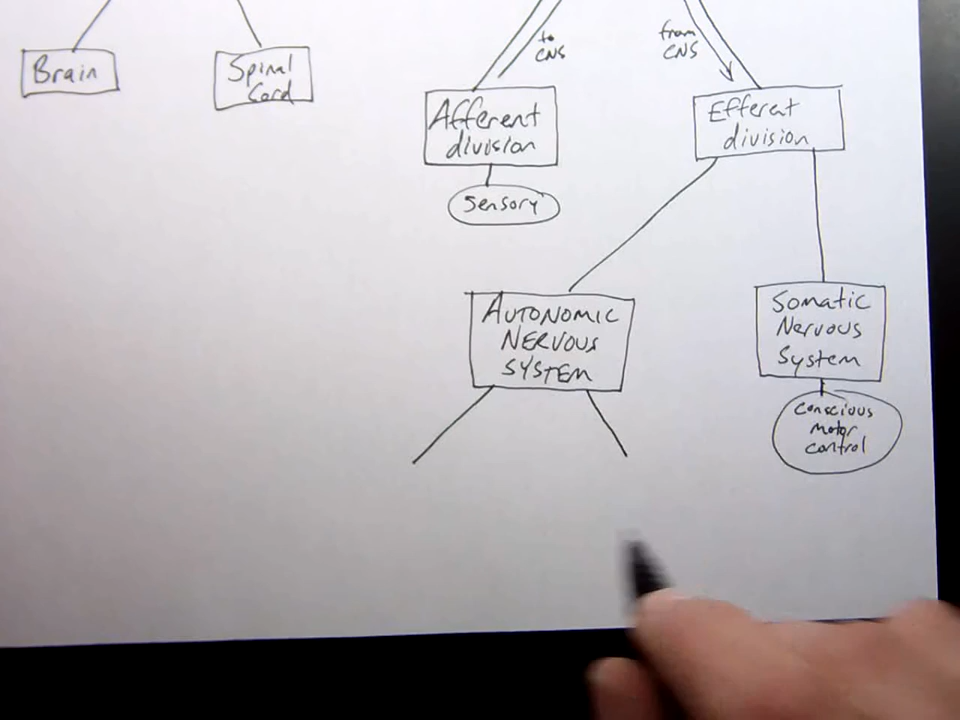 Brain
Spinal
Cord
to
CNS
from
CNS
Afferent
division
Sensory
Efferent
division
AUTONOMIC
NERVOUS
SYSTEM
Somatic
Nervous
System
Conscious
motor
control